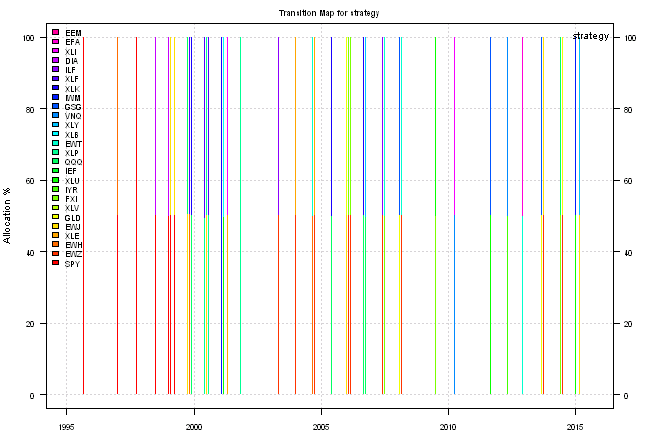 Transition Map for strategy
strategy
EEM
EFA
XLI
DIA
ILF
XLF
XLK
IWM
GSG
VNQ
XLY
XLB
EWT
XLP
QQQ
IEF
XLU
IYR
FXI
XLV
GLD
EWJ
XLE
EWH
EWZ
SPY
Allocation %
100
80
60
40
20
0
100
80
60
40
20
0
1995
2000
2005
2010
2015